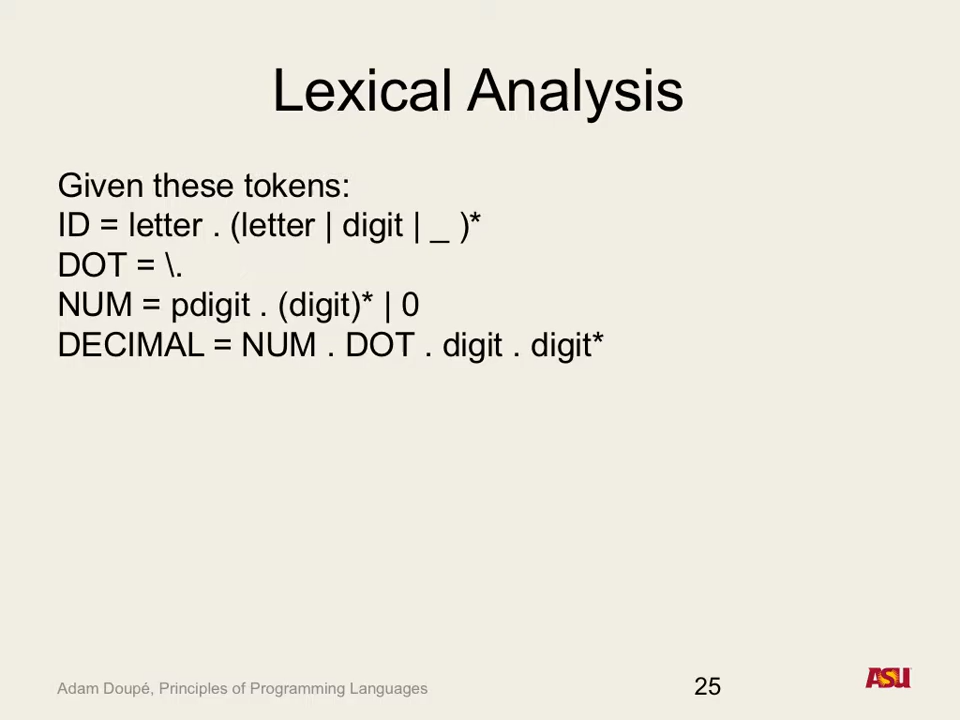 Lexical Analysis
Given these tokens:
ID = letter . (letter | digit | _ )*
DOT = \.
NUM = pdigit . (digit)* | 0
DECIMAL = NUM . DOT . digit . digit*
Adam Doupé, Principles of Programming Languages
25
ASU